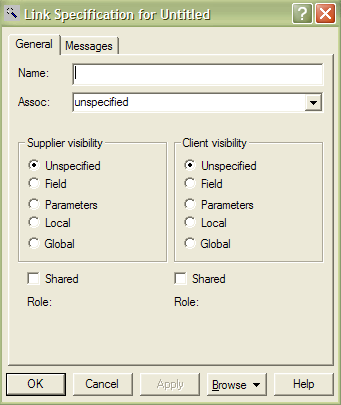 Link Specification for Untitled
General Messages
Name:
Assoc: unspecified
Supplier visibility Client visibility
Unspecified Unspecified
Field Field
Parameters Parameters
Local Local
Global Global
Shared Shared
Role: Role:
OK Cancel Apply Browse Help